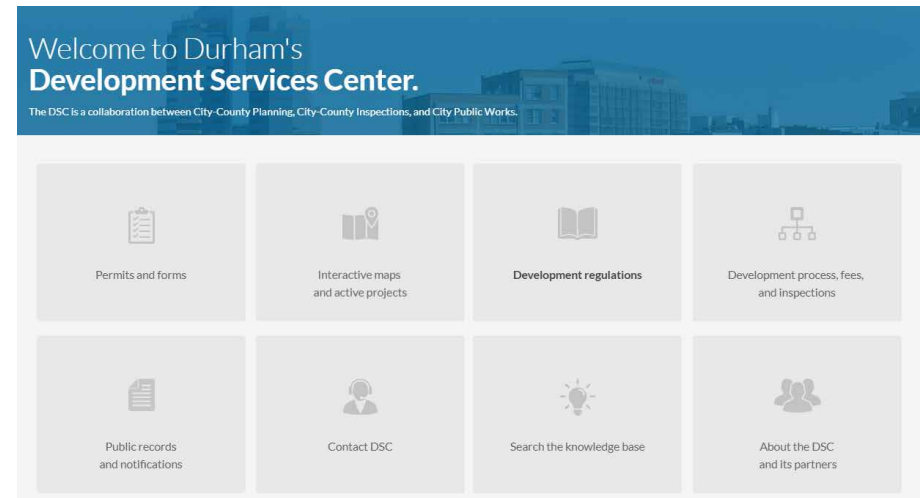 Welcome to Durham's
Development Services Center.
The DSC is a collaboration between City-County Planning, City-County Inspections, and City Public Works.
Permits and forms
Interactive maps
and active projects
Development regulations
Development process, fees,
and inspections
Public records
and notifications
Contact DSC
Search the knowledge base
About the DSC
and its partners